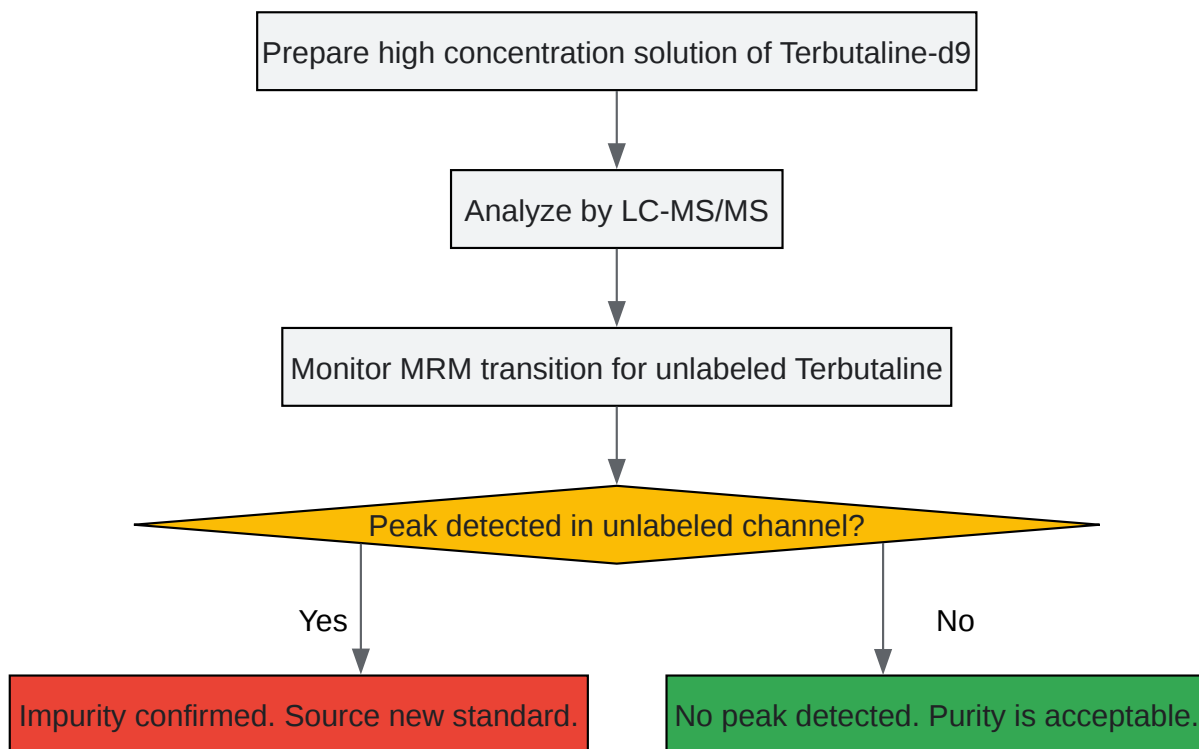 Prepare high concentration solution of Terbutaline-d9
Analyze by LC-MS/MS
Monitor MRM transition for unlabeled Terbutaline
Peak detected in unlabeled channel?
Yes
No
Impurity confirmed. Source new standard.
No peak detected. Purity is acceptable.